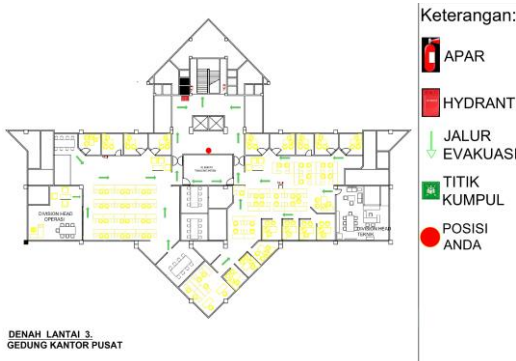 Keterangan:
APAR
HYDRANT
JALUR
EVAKUASI
TITIK
KUMPUL
POSISI
ANDA
DIVISION HEAD
OPERASI
DIVISION HEAD
TEKNIK
DENAH LANTAI 3.
GEDUNG KANTOR PUSAT